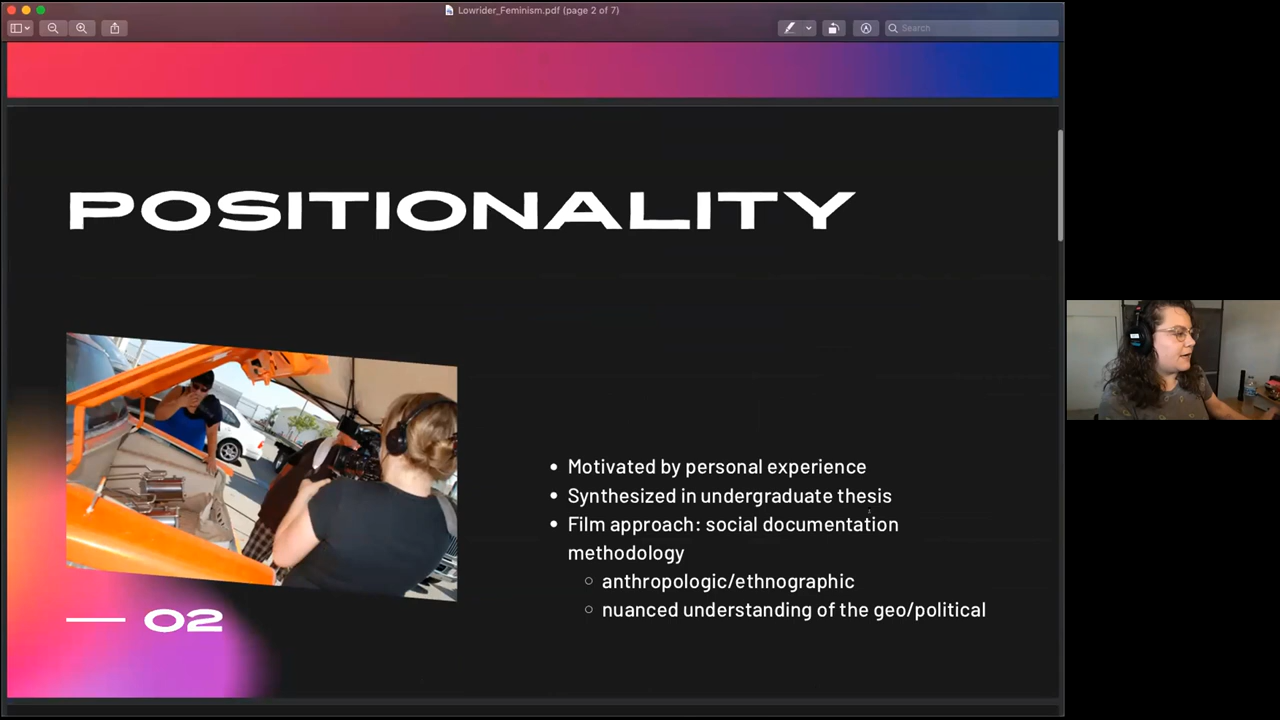 Lowrider_Feminism.pdf (page 2 of 7)
Search
POSITIONALITY
• Motivated by personal experience
• Synthesized in undergraduate thesis
• Film approach: social documentation
methodology
○ anthropologic/ethnographic
○ nuanced understanding of the geo/political
02